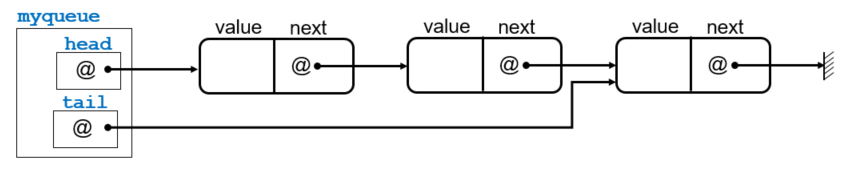 myqueue
value next value next value next
head
@ @ @ @
tail
@